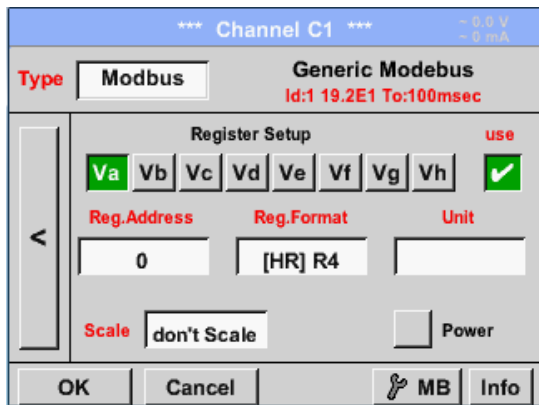 *** Channel C1 ***
~ 0.0 V
~ 0 mA
Type
Modbus
Generic Modebus
Id:1 19.2E1 To:100msec
<
Register Setup
use
Va Vb Vc Vd Ve Vf Vg Vh
Reg.Address
Reg.Format
Unit
0
[HR] R4
Scale
don't Scale
Power
OK
Cancel
MB
Info